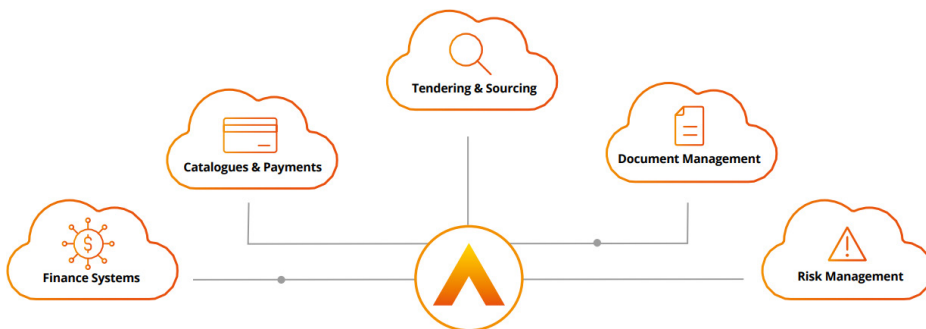 Tendering & Sourcing
Catalogues & Payments
Document Management
$
Finance Systems
Risk Management